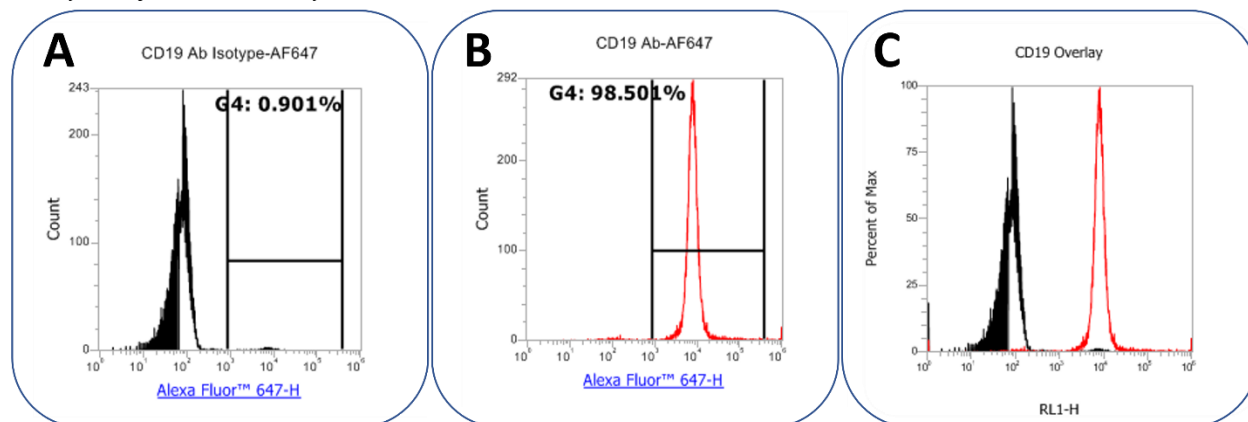 A
CD19 Ab Isotype-AF647
243
G4: 0.901%
200
100
0
Count
10⁰ 10¹ 10² 10³ 10⁴ 10⁵ 10⁶
Alexa Fluor™ 647-H
B
CD19 Ab-AF647
292
G4: 98.501%
200
100
0
Count
10⁰ 10¹ 10² 10³ 10⁴ 10⁵ 10⁶
Alexa Fluor™ 647-H
C
CD19 Overlay
100
75
50
25
0
Percent of Max
10⁰ 10¹ 10² 10³ 10⁴ 10⁵ 10⁶
RL1-H